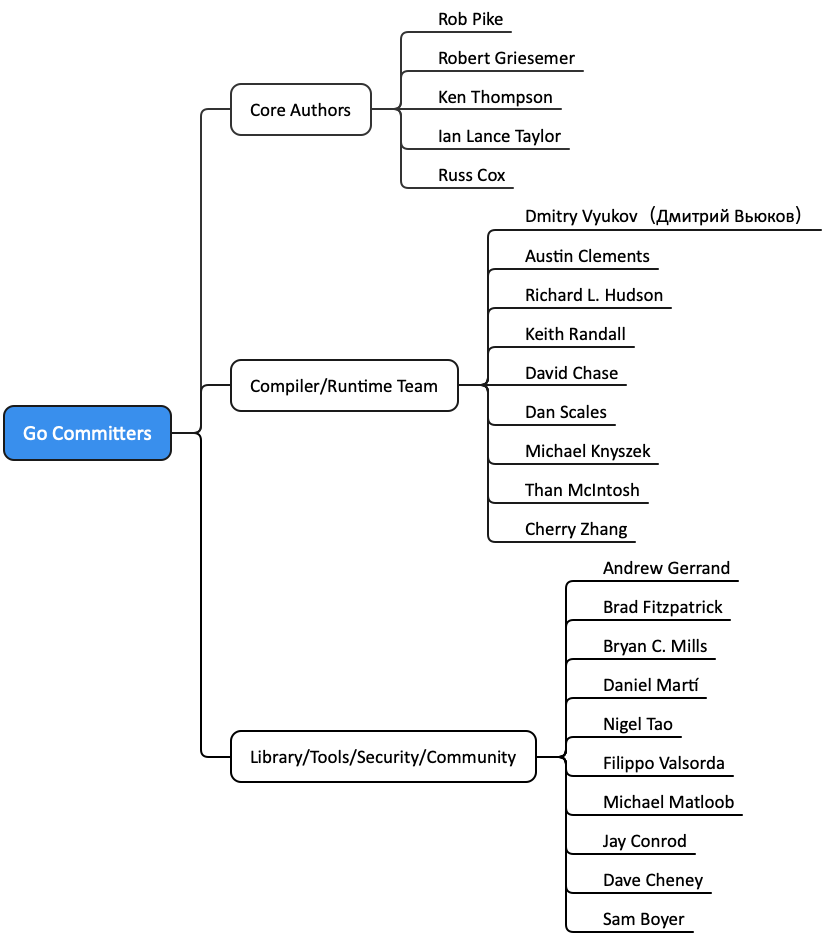 Go Committers
Core Authors
Rob Pike
Robert Griesemer
Ken Thompson
Ian Lance Taylor
Russ Cox
Compiler/Runtime Team
Dmitry Vyukov（Дмитрий Вьюков）
Austin Clements
Richard L. Hudson
Keith Randall
David Chase
Dan Scales
Michael Knyszek
Than McIntosh
Cherry Zhang
Library/Tools/Security/Community
Andrew Gerrand
Brad Fitzpatrick
Bryan C. Mills
Daniel Martí
Nigel Tao
Filippo Valsorda
Michael Matloob
Jay Conrod
Dave Cheney
Sam Boyer